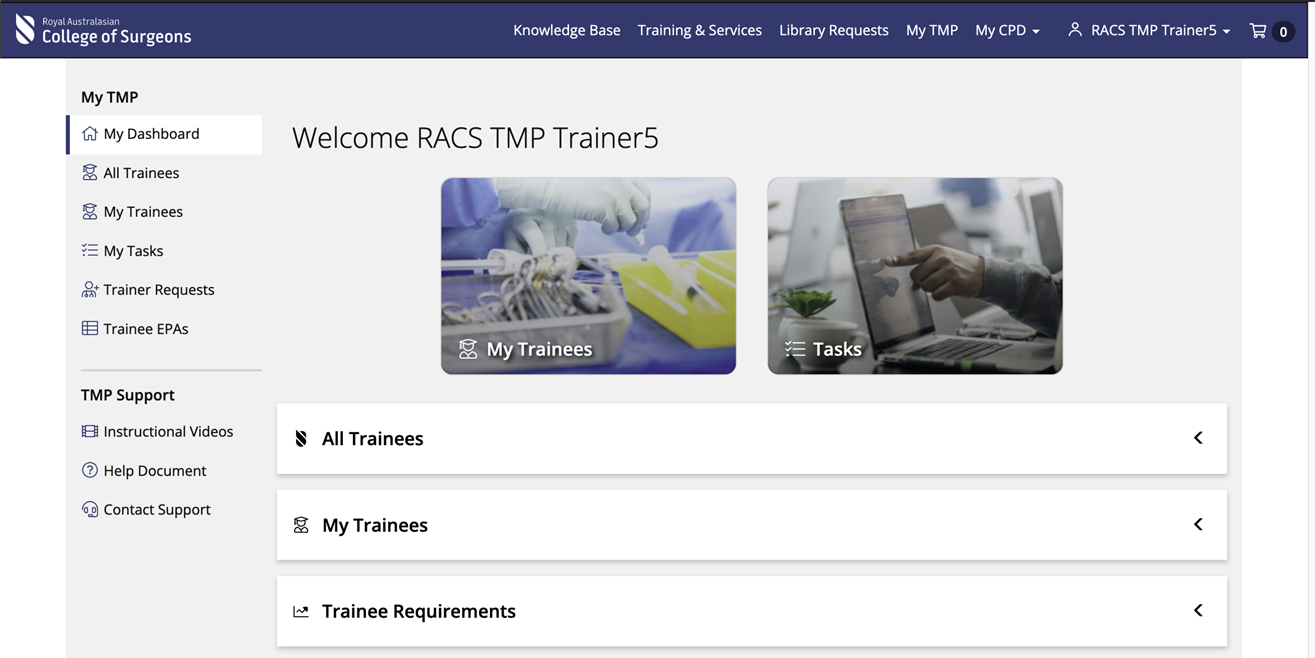 Royal Australasian
College of Surgeons
Knowledge Base Training & Services Library Requests My TMP My CPD RACS TMP Trainer5 0
My TMP
My Dashboard
All Trainees
My Trainees
My Tasks
Trainer Requests
Trainee EPAs
TMP Support
Instructional Videos
Help Document
Contact Support
Welcome RACS TMP Trainer5
My Trainees
Tasks
All Trainees
My Trainees
Trainee Requirements